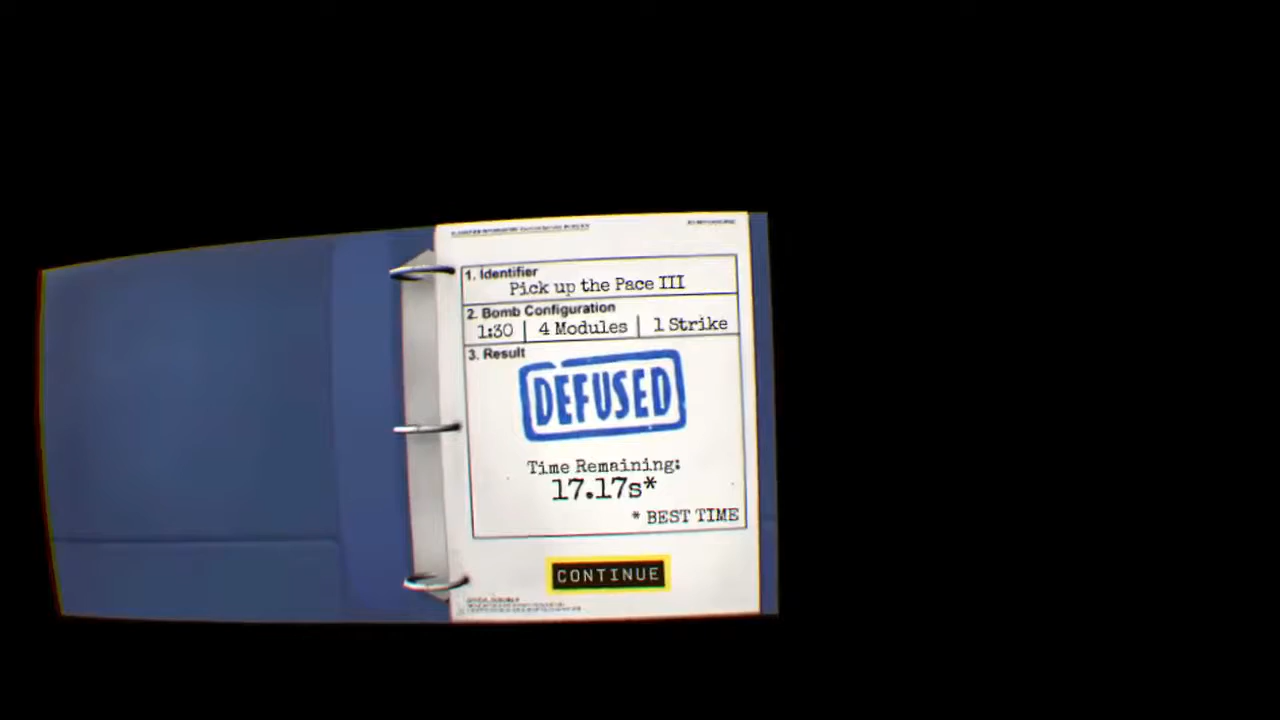 1. Identifier
Pick up the Pace III
2. Bomb Configuration
1:30 4 Modules 1 Strike
3. Result
DEFUSED
Time Remaining:
17.17s*
* BEST TIME
CONTINUE